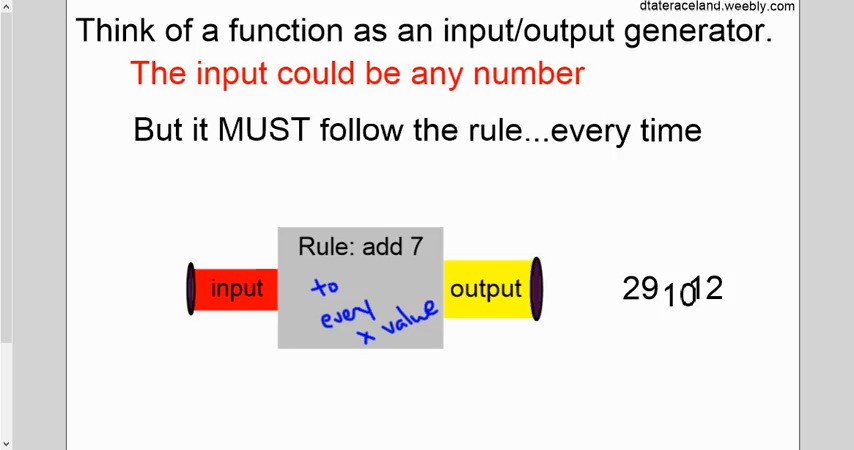 dtateraceland.weebly.com
Think of a function as an input/output generator.
The input could be any number
But it MUST follow the rule...every time
Rule: add 7
input
to
every
x value
output
29 10 12